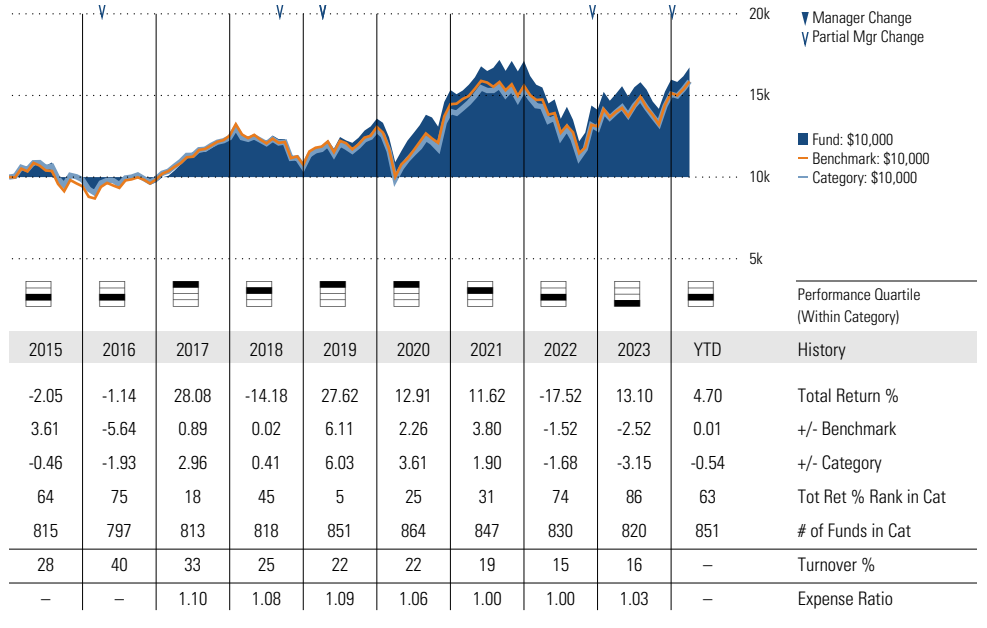 20k
15k
10k
5k
Manager Change
Partial Mgr Change
Fund: $10,000
Benchmark: $10,000
Category: $10,000
Performance Quartile
(Within Category)
2015 2016 2017 2018 2019 2020 2021 2022 2023 YTD History
-2.05 -1.14 28.08 -14.18 27.62 12.91 11.62 -17.52 13.10 4.70 Total Return %
3.61 -5.64 0.89 0.02 6.11 2.26 3.80 -1.52 -2.52 0.01 +/- Benchmark
-0.46 -1.93 2.96 0.41 6.03 3.61 1.90 -1.68 -3.15 -0.54 +/- Category
64 75 18 45 5 25 31 74 86 63 Tot Ret % Rank in Cat
815 797 813 818 851 864 847 830 820 851 # of Funds in Cat
28 40 33 25 22 22 19 15 16 – Turnover %
– – 1.10 1.08 1.09 1.06 1.00 1.00 1.03 – Expense Ratio